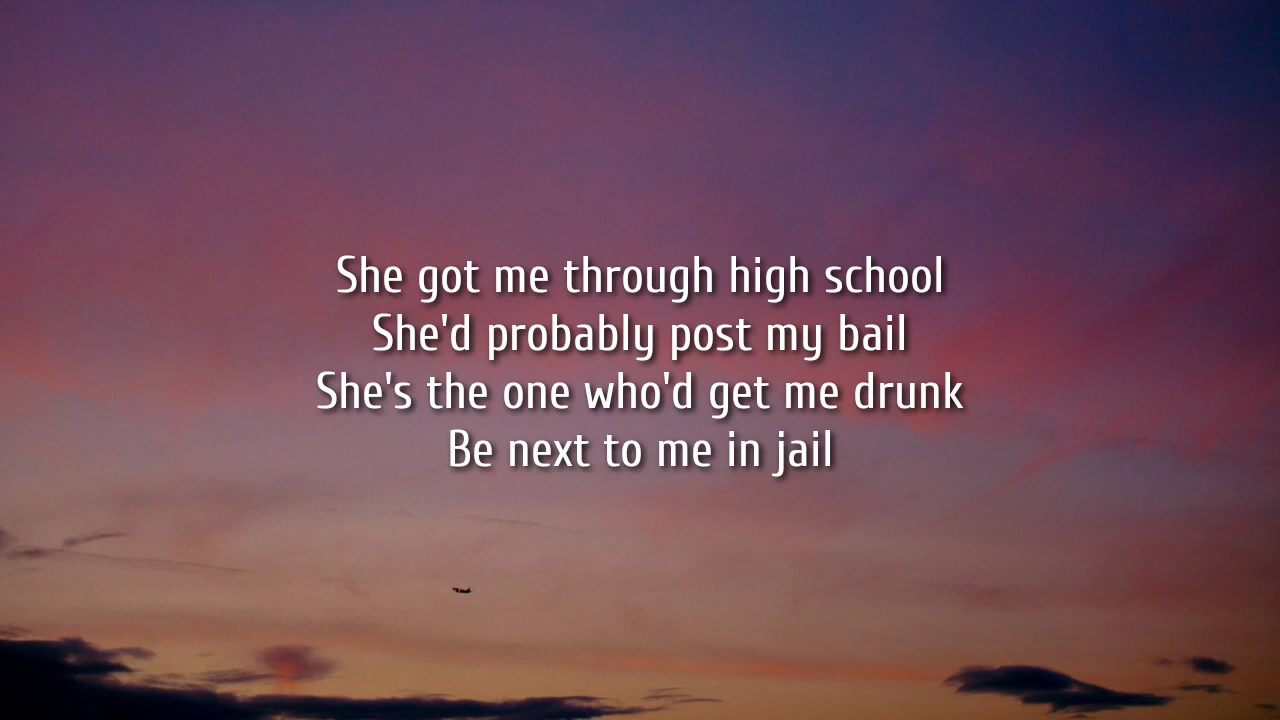 She got me through high school
She'd probably post my bail
She's the one who'd get me drunk
Be next to me in jail